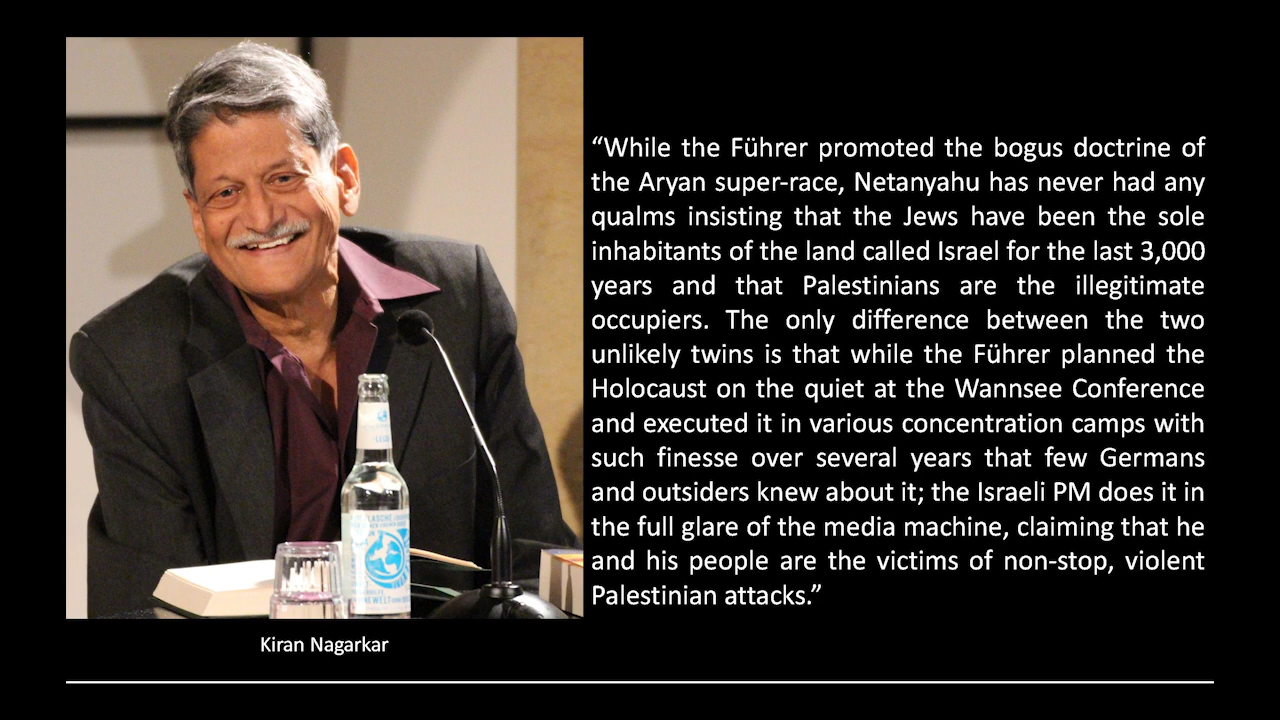 “While the Führer promoted the bogus doctrine of
the Aryan super-race, Netanyahu has never had any
qualms insisting that the Jews have been the sole
inhabitants of the land called Israel for the last 3,000
years and that Palestinians are the illegitimate
occupiers. The only difference between the two
unlikely twins is that while the Führer planned the
Holocaust on the quiet at the Wannsee Conference
and executed it in various concentration camps with
such finesse over several years that few Germans
and outsiders knew about it; the Israeli PM does it in
the full glare of the media machine, claiming that he
and his people are the victims of non-stop, violent
Palestinian attacks.”
Kiran Nagarkar